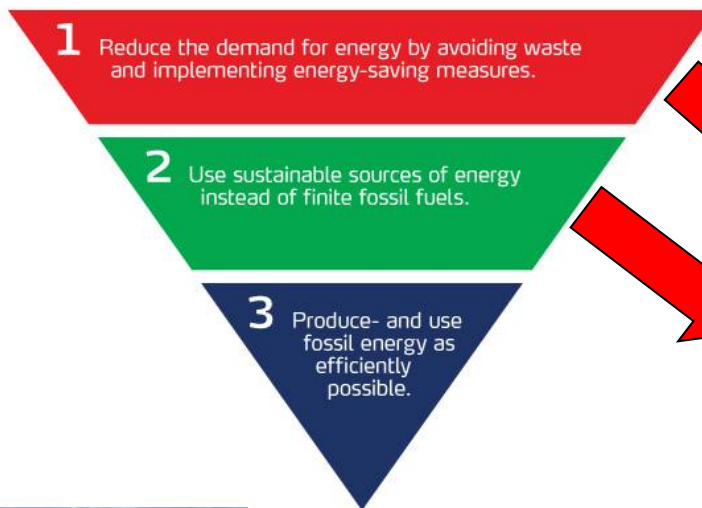 1 Reduce the demand for energy by avoiding waste
and implementing energy-saving measures.
2 Use sustainable sources of energy
instead of finite fossil fuels.
3 Produce- and use
fossil energy as
efficiently
possible.